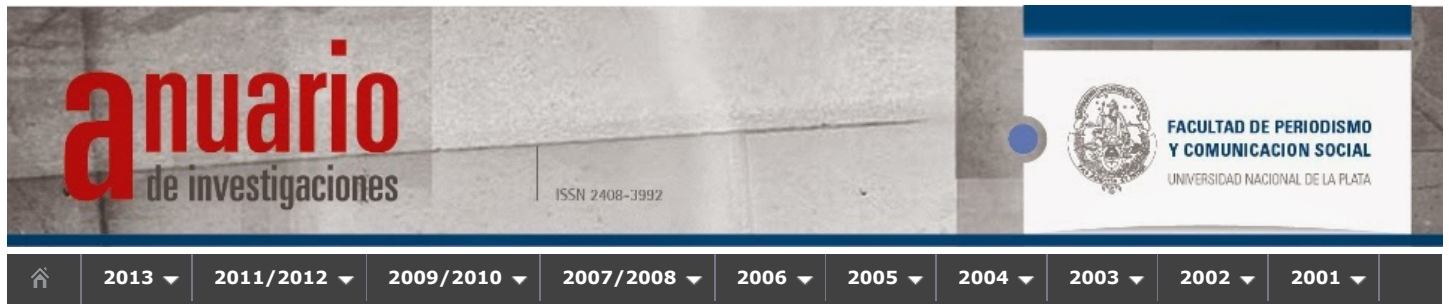 anuario
de investigaciones
ISSN 2408-3992
FACULTAD DE PERIODISMO
Y COMUNICACION SOCIAL
UNIVERSIDAD NACIONAL DE LA PLATA
2013 2011/2012 2009/2010 2007/2008 2006 2005 2004 2003 2002 2001